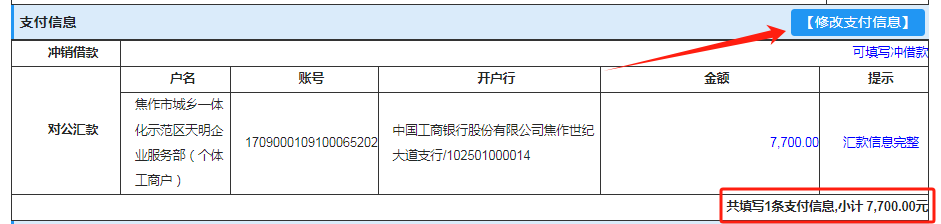 支付信息
【修改支付信息】
冲销借款
可填写冲借款
户名
账号
开户行
金额
提示
对公汇款
焦作市城乡一体
化示范区天明企
业服务部（个体
工商户）
1709000109100065202
中国工商银行股份有限公司焦作世纪
大道支行/102501000014
7,700.00
汇款信息完整
共填写1条支付信息,小计 7,700.00元